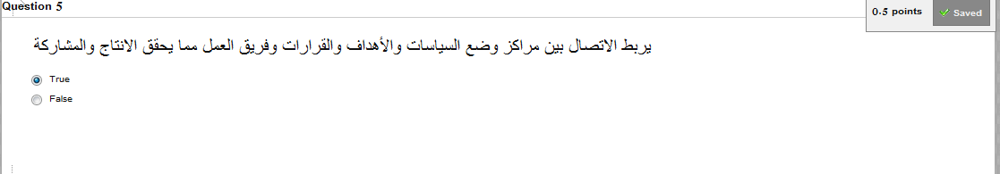 Question 5
0.5 points
Saved
يربط الاتصال بين مراكز وضع السياسات والأهداف والقرارات وفريق العمل مما يحقق الانتاج والمشاركة
True
False